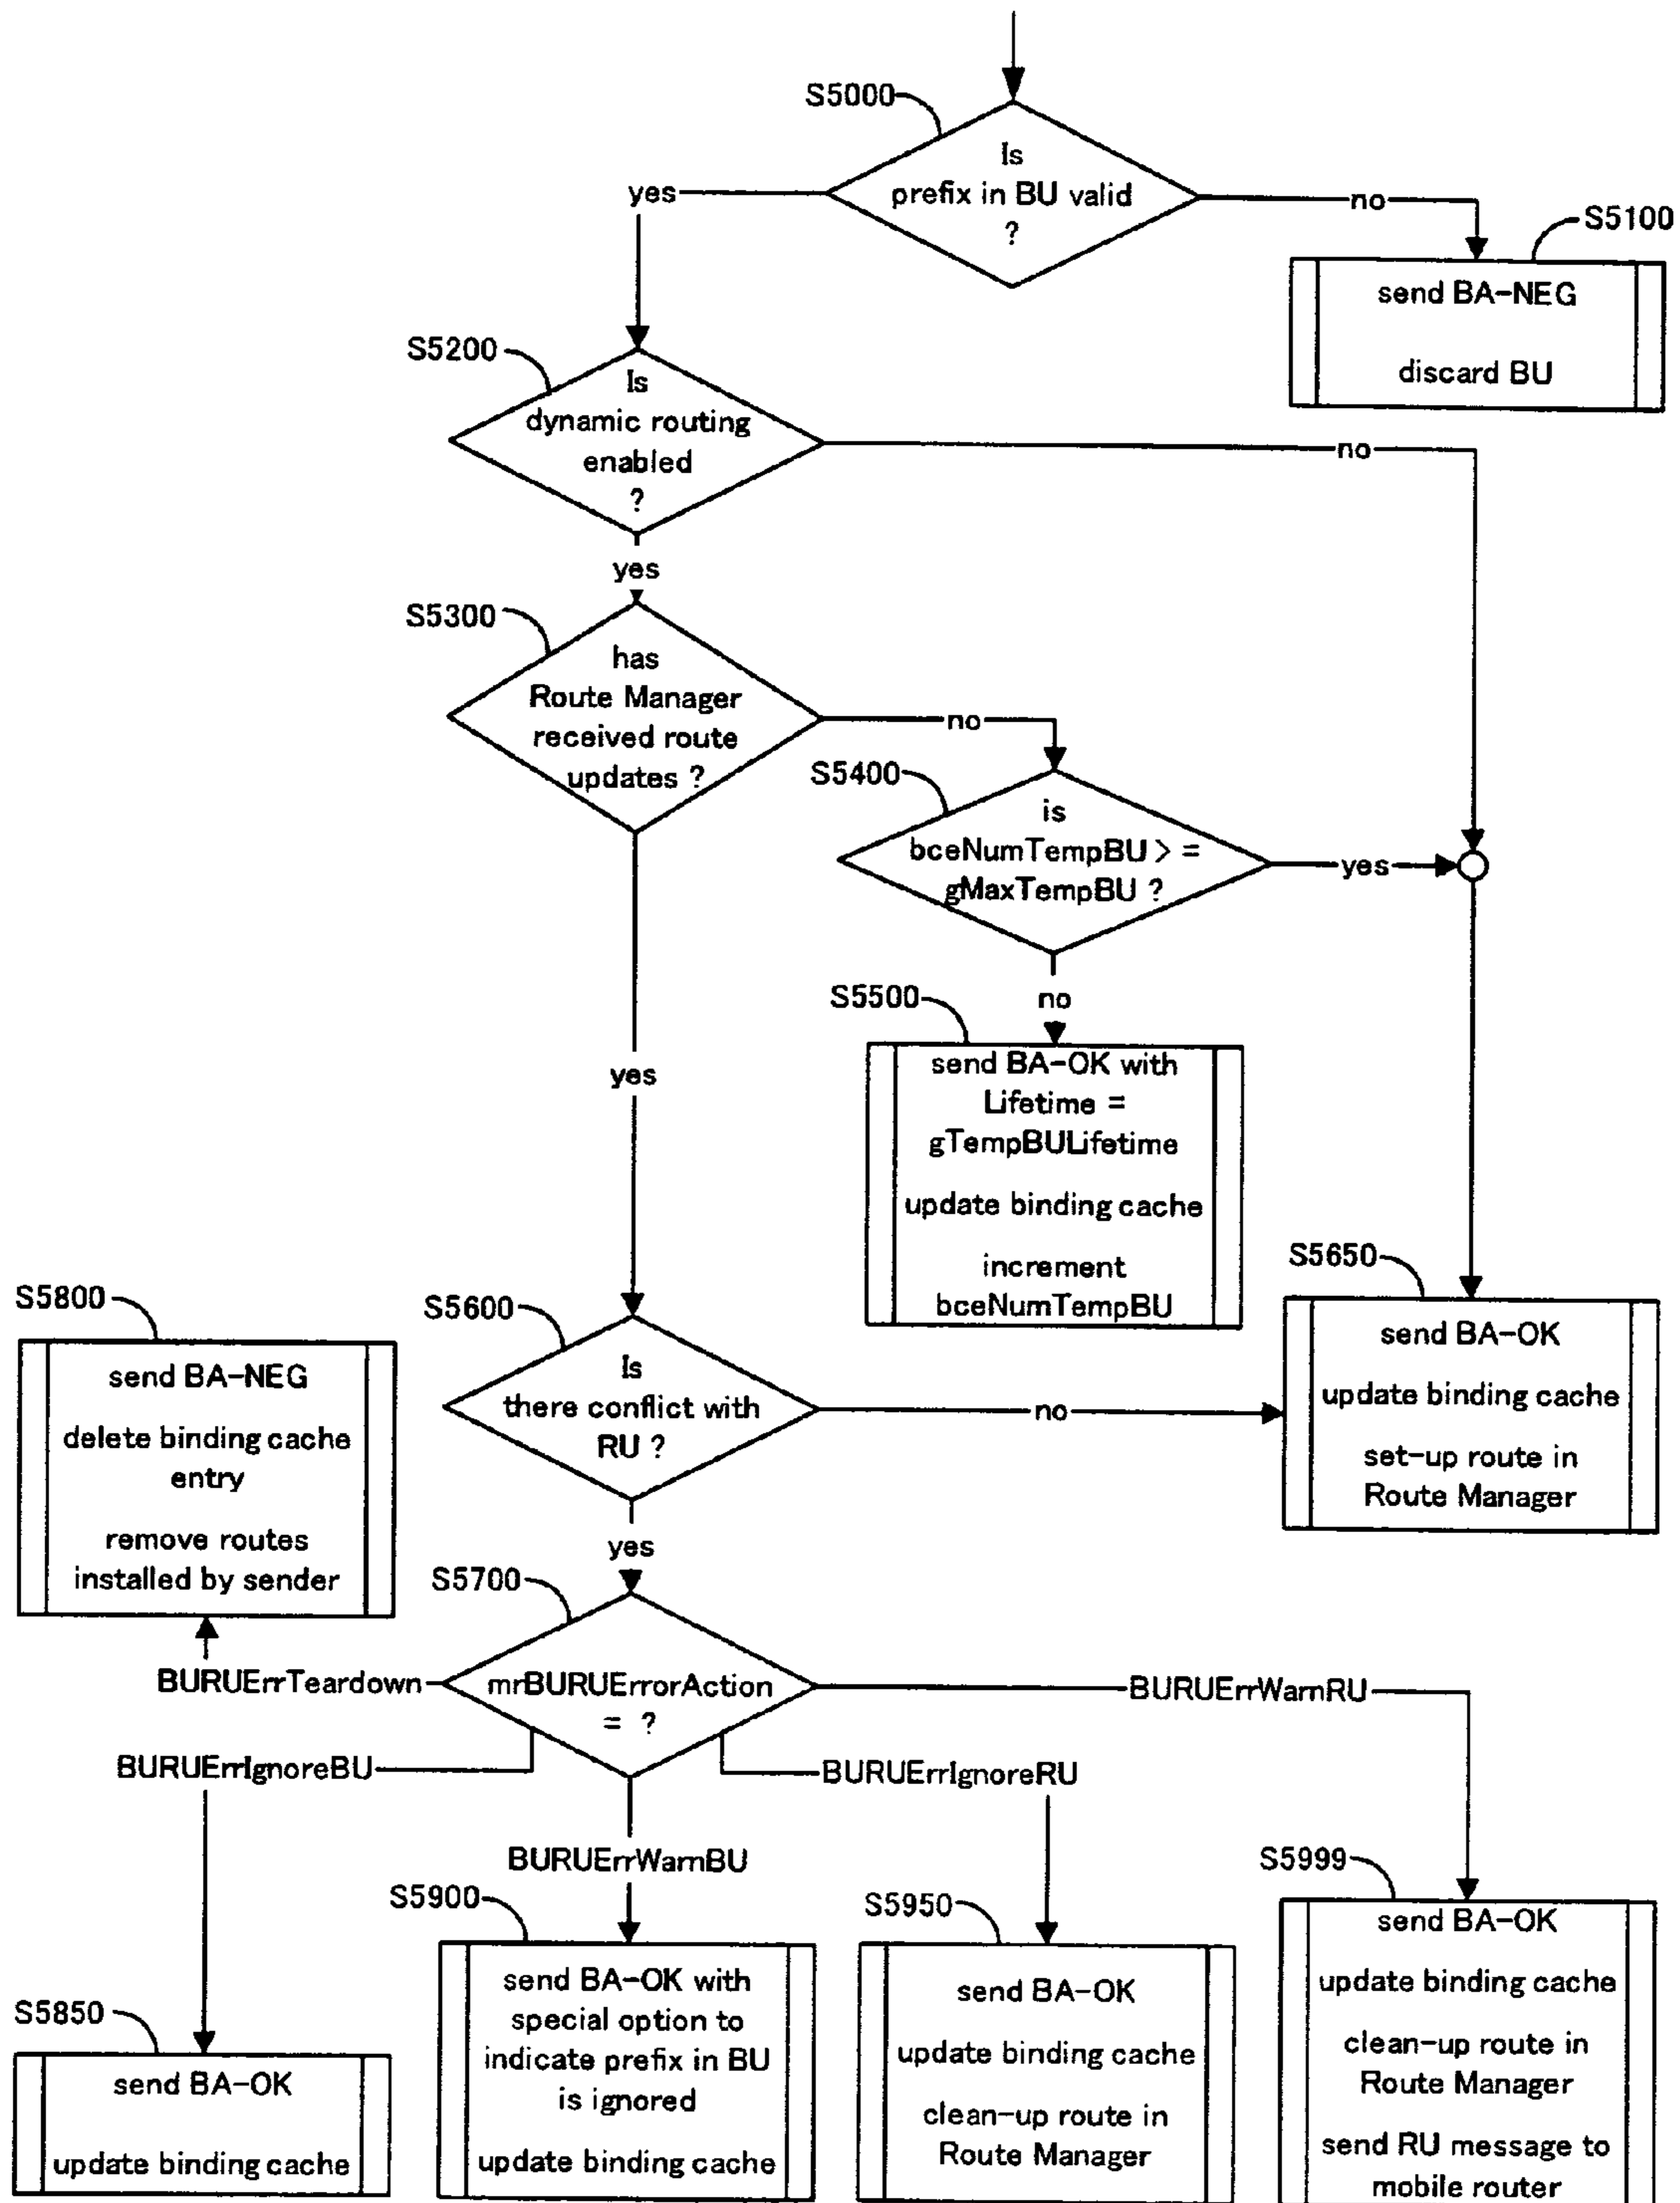 S5000
Is
prefix in BU valid
?
yes
no
S5100
send BA-NEG
discard BU
S5200
Is
dynamic routing
enabled
?
no
yes
S5300
has
Route Manager
received route
updates ?
no
S5400
is
bceNumTempBU > =
gMaxTempBU ?
yes
no
S5500
send BA-OK with
Lifetime =
gTempBULifetime
update binding cache
increment
bceNumTempBU
yes
S5650
send BA-OK
update binding cache
set-up route in
Route Manager
S5600
Is
there conflict with
RU ?
no
yes
S5800
send BA-NEG
delete binding cache
entry
remove routes
installed by sender
S5700
mrBURUErrorAction
= ?
BURUErrTeardown
BURUErrWarnRU
BURUErrIgnoreBU
BURUErrIgnoreRU
BURUErrWarnBU
S5850
send BA-OK
update binding cache
S5900
send BA-OK with
special option to
indicate prefix in BU
is ignored
update binding cache
S5950
send BA-OK
update binding cache
clean-up route in
Route Manager
S5999
send BA-OK
update binding cache
clean-up route in
Route Manager
send RU message to
mobile router